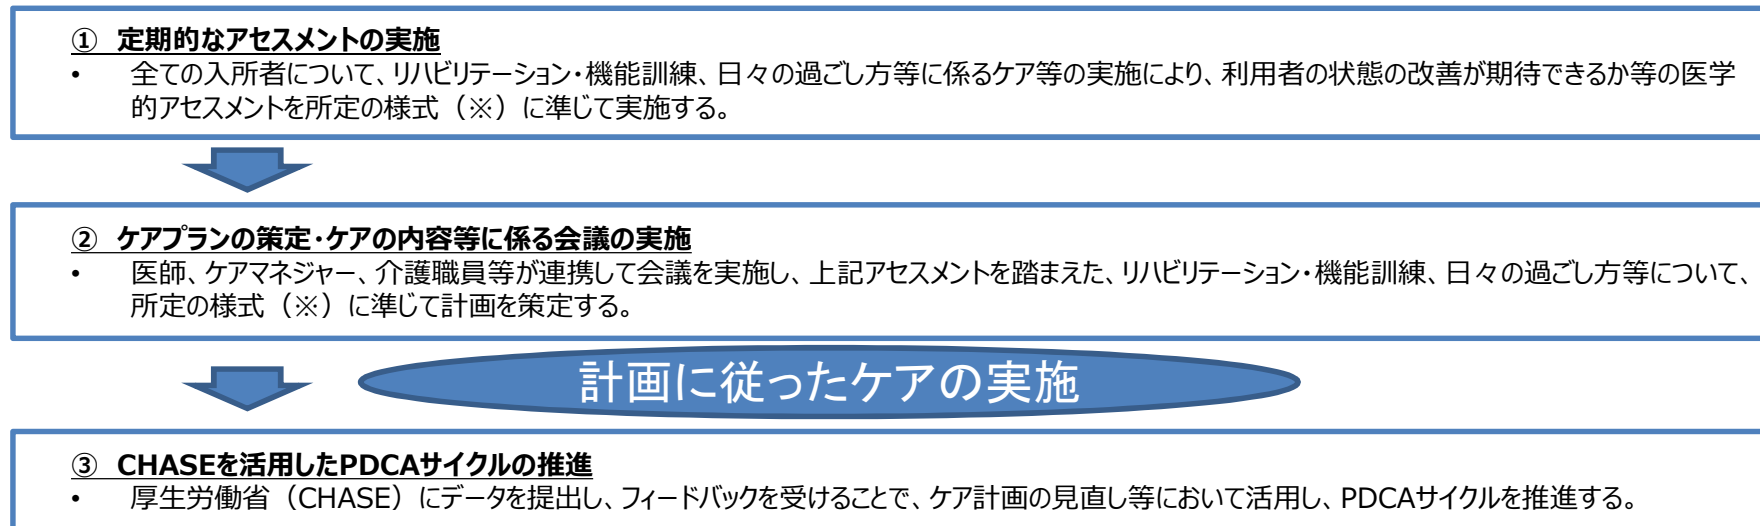 ① 定期的なアセスメントの実施
• 全ての入所者について、リハビリテーション・機能訓練、日々の過ごし方等に係るケア等の実施により、利用者の状態の改善が期待できるか等の医学
的アセスメントを所定の様式（※）に準じて実施する。
② ケアプランの策定・ケアの内容等に係る会議の実施
• 医師、ケアマネジャー、介護職員等が連携して会議を実施し、上記アセスメントを踏まえた、リハビリテーション・機能訓練、日々の過ごし方等について、
所定の様式（※）に準じて計画を策定する。
計画に従ったケアの実施
③ CHASEを活用したPDCAサイクルの推進
• 厚生労働省（CHASE）にデータを提出し、フィードバックを受けることで、ケア計画の見直し等において活用し、PDCAサイクルを推進する。